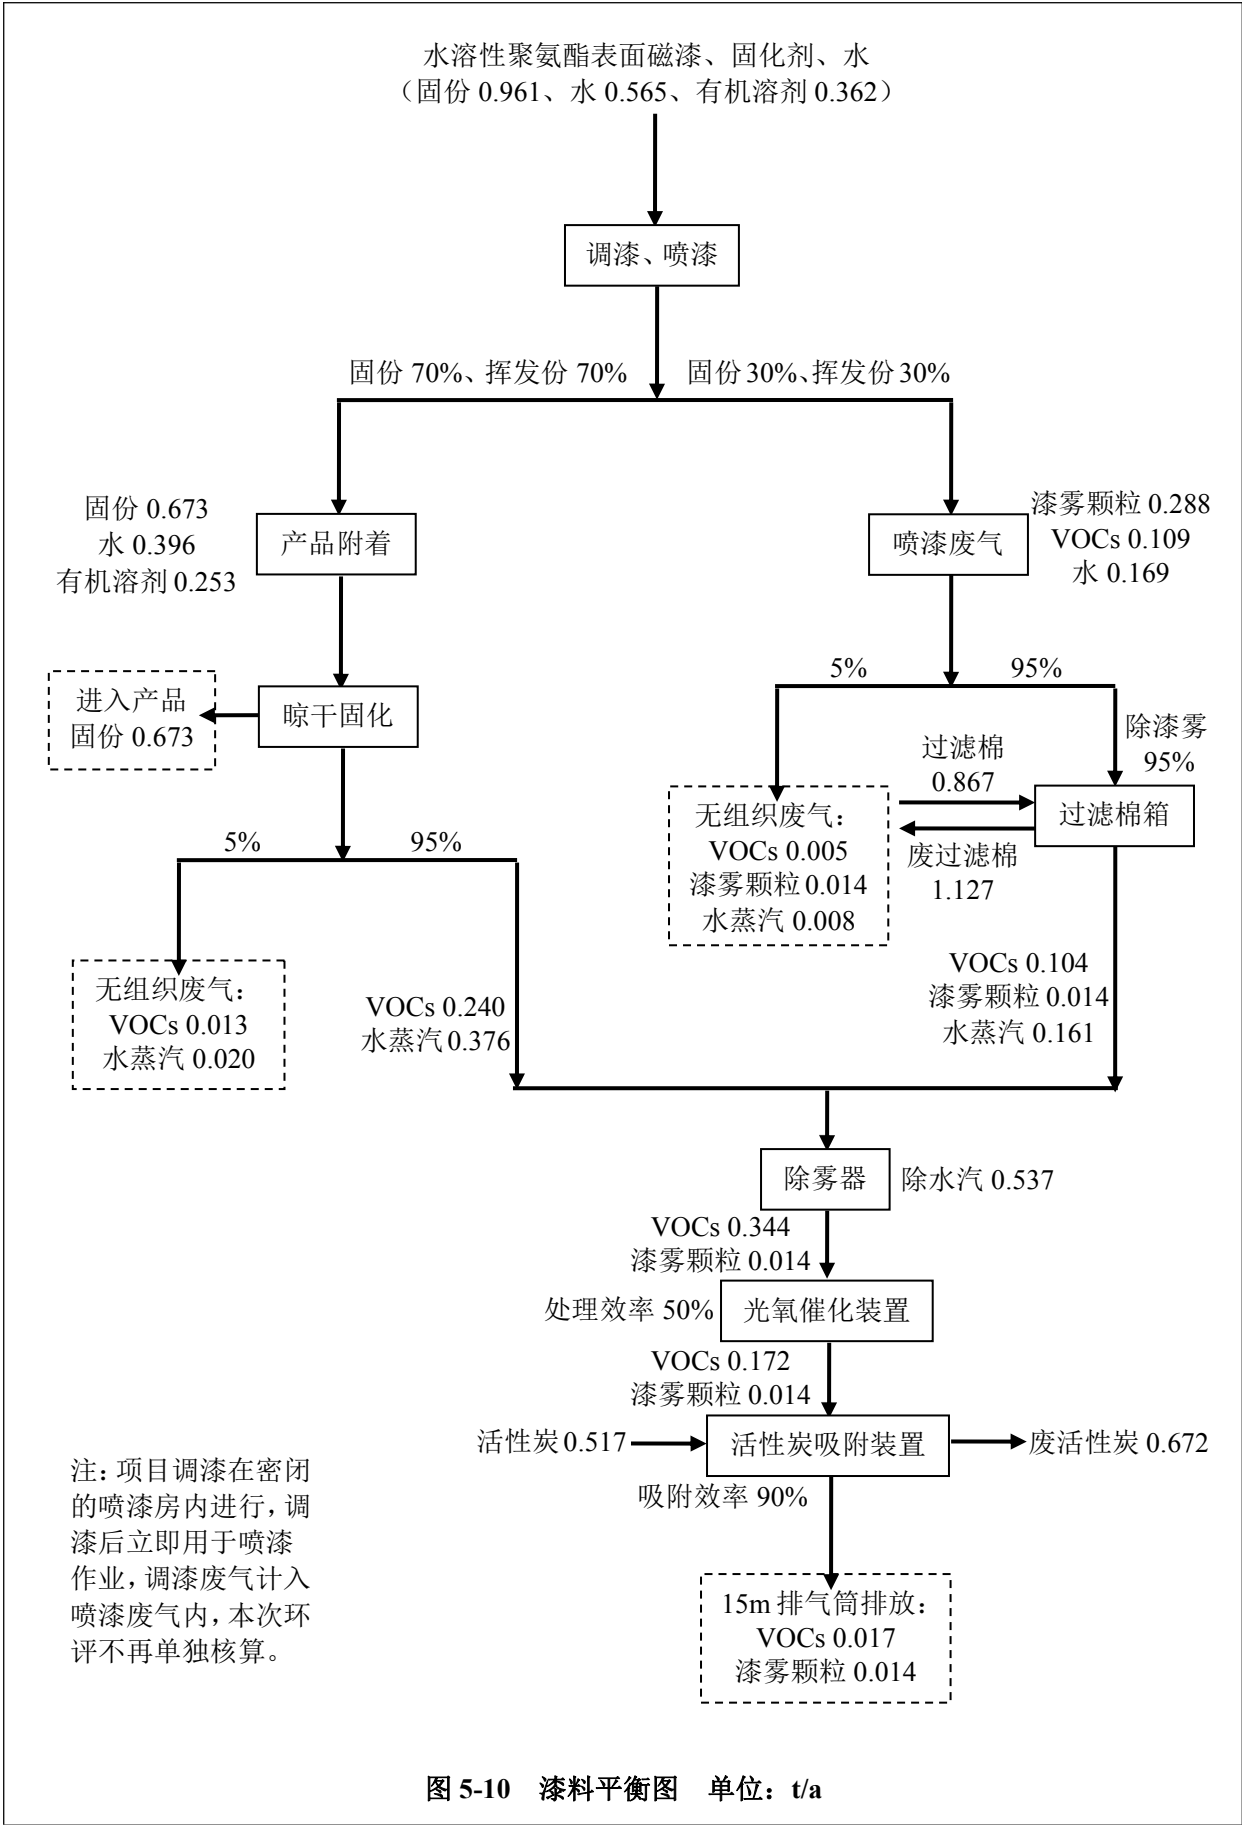 水溶性聚氨酯表面磁漆、固化剂、水
（固份 0.961、水 0.565、有机溶剂 0.362）
调漆、喷漆
固份 70%、挥发份 70%
固份 30%、挥发份 30%
固份 0.673
水 0.396
有机溶剂 0.253
产品附着
喷漆废气
漆雾颗粒 0.288
VOCs 0.109
水 0.169
5%
95%
进入产品
固份 0.673
晾干固化
除漆雾
95%
过滤棉
0.867
过滤棉箱
废过滤棉
1.127
无组织废气：
VOCs 0.005
漆雾颗粒 0.014
水蒸汽 0.008
5%
95%
无组织废气：
VOCs 0.013
水蒸汽 0.020
VOCs 0.240
水蒸汽 0.376
VOCs 0.104
漆雾颗粒 0.014
水蒸汽 0.161
除雾器
除水汽 0.537
VOCs 0.344
漆雾颗粒 0.014
处理效率 50%
光氧催化装置
VOCs 0.172
漆雾颗粒 0.014
活性炭 0.517
活性炭吸附装置
废活性炭 0.672
吸附效率 90%
注：项目调漆在密闭
的喷漆房内进行，调
漆后立即用于喷漆
作业，调漆废气计入
喷漆废气内，本次环
评不再单独核算。
15m 排气筒排放：
VOCs 0.017
漆雾颗粒 0.014
图 5-10 漆料平衡图 单位：t/a